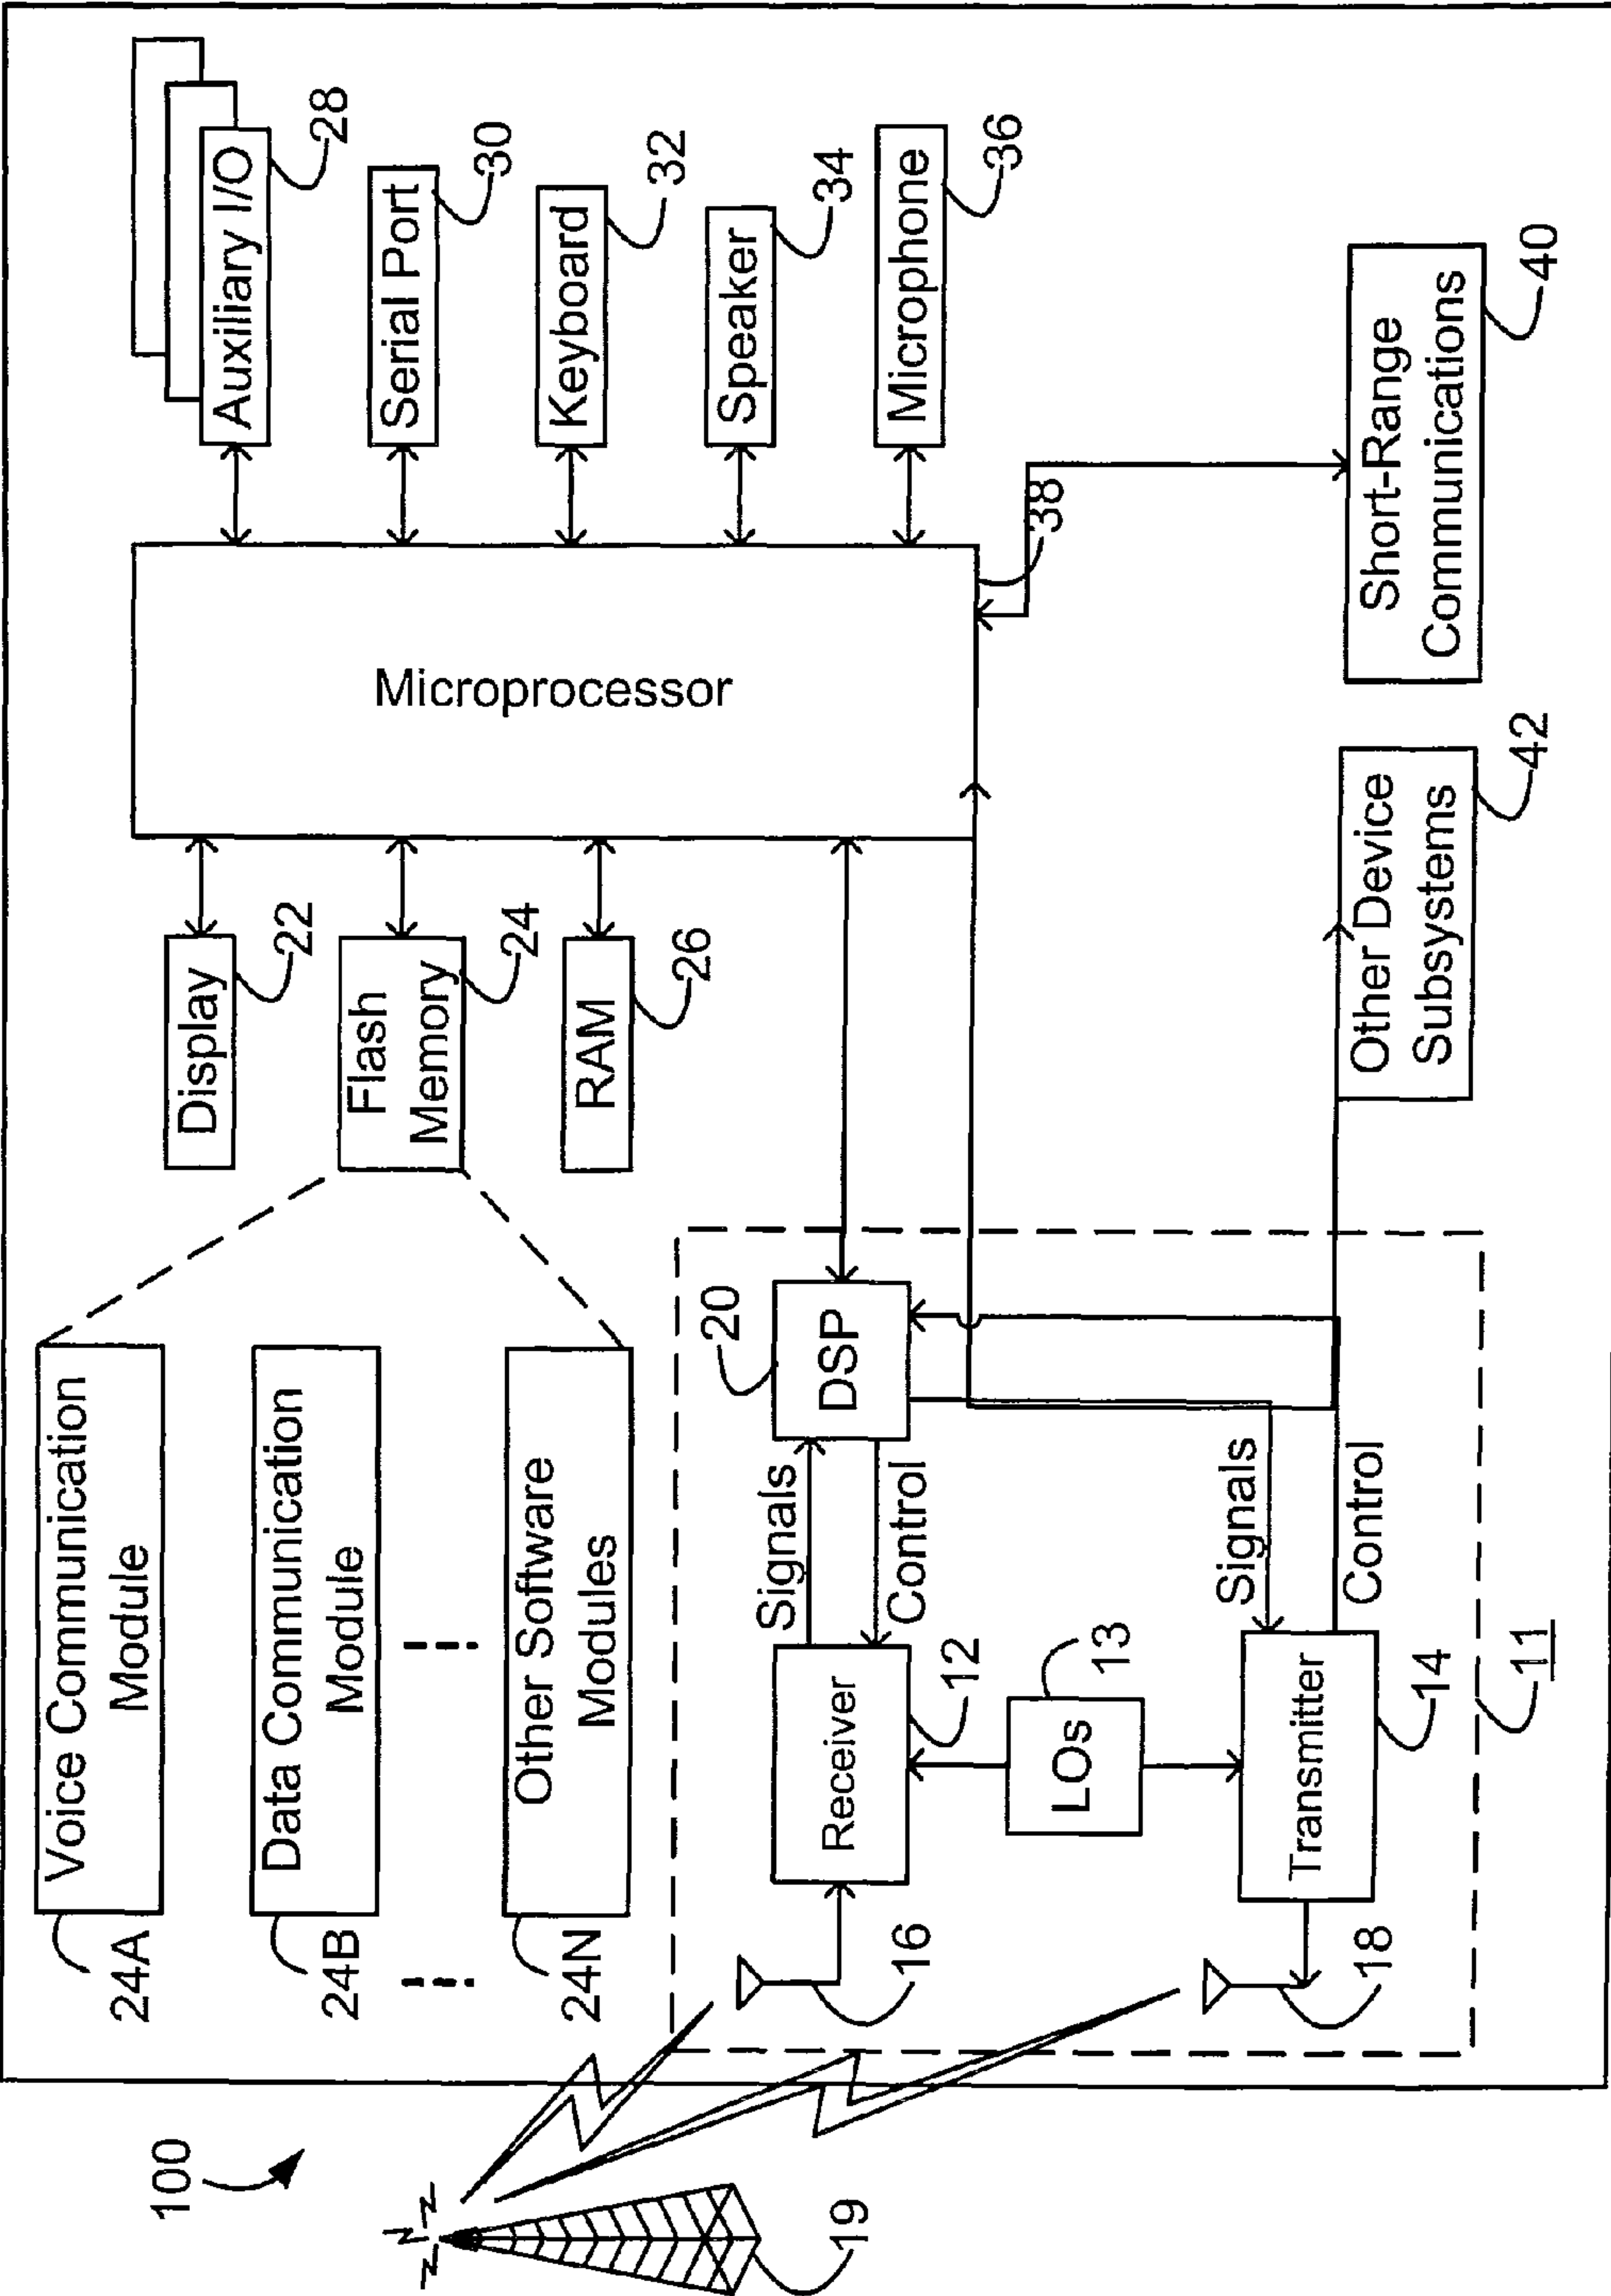 100
19
24A
Voice Communication
Module
24B
Data Communication
Module
24N
Other Software
Modules
Display
22
Flash
Memory
24
RAM
26
Microprocessor
38
Auxiliary I/O
28
Serial Port
30
Keyboard
32
Speaker
34
Microphone
36
16
Receiver
12
Signals
Control
DSP
20
LOs
13
18
Transmitter
14
Signals
Control
11
Other Device
Subsystems
42
Short-Range
Communications
40